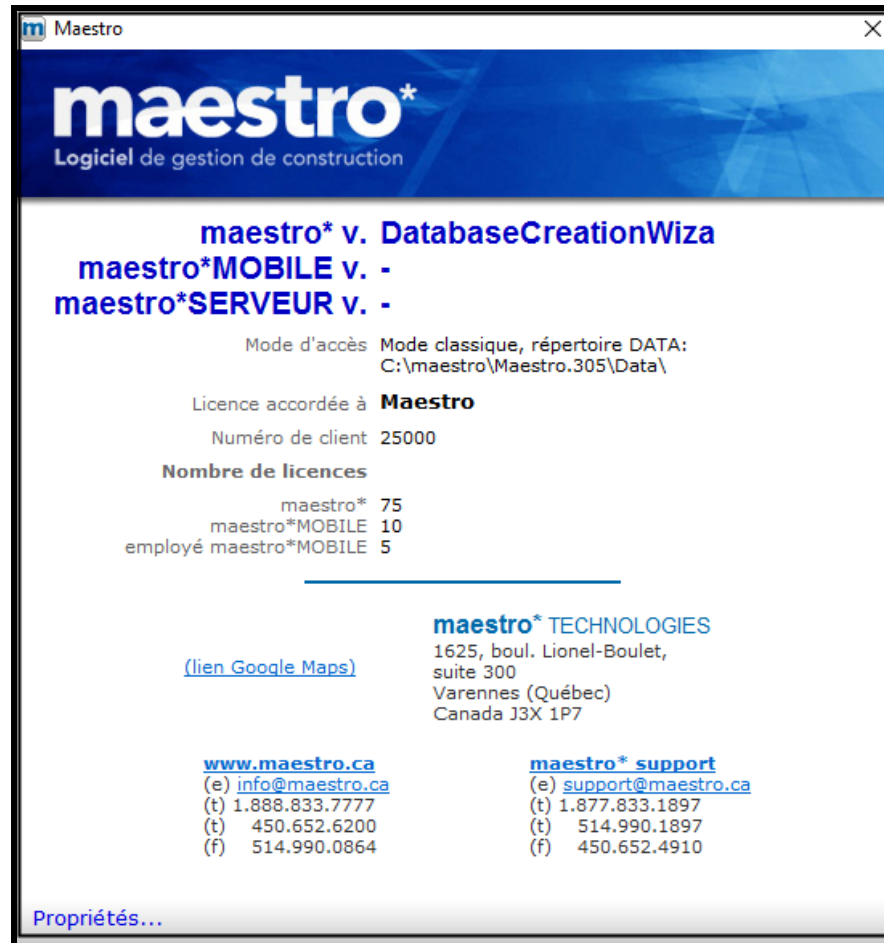 Maestro
maestro*
Logiciel de gestion de construction
maestro* v. DatabaseCreationWiza
maestro*MOBILE v. -
maestro*SERVEUR v. -
Mode d'accès Mode classique, répertoire DATA:
C:\maestro\Maestro.305\Data\
Licence accordée à Maestro
Numéro de client 25000
Nombre de licences
maestro* 75
maestro*MOBILE 10
employé maestro*MOBILE 5
maestro* TECHNOLOGIES
1625, boul. Lionel-Boulet,
(lien Google Maps) suite 300
Varennes (Québec)
Canada J3X 1P7
www.maestro.ca
(e) info@maestro.ca
(t) 1.888.833.7777
(t) 450.652.6200
(f) 514.990.0864
maestro* support
(e) support@maestro.ca
(t) 1.877.833.1897
(t) 514.990.1897
(f) 450.652.4910
Propriétés...